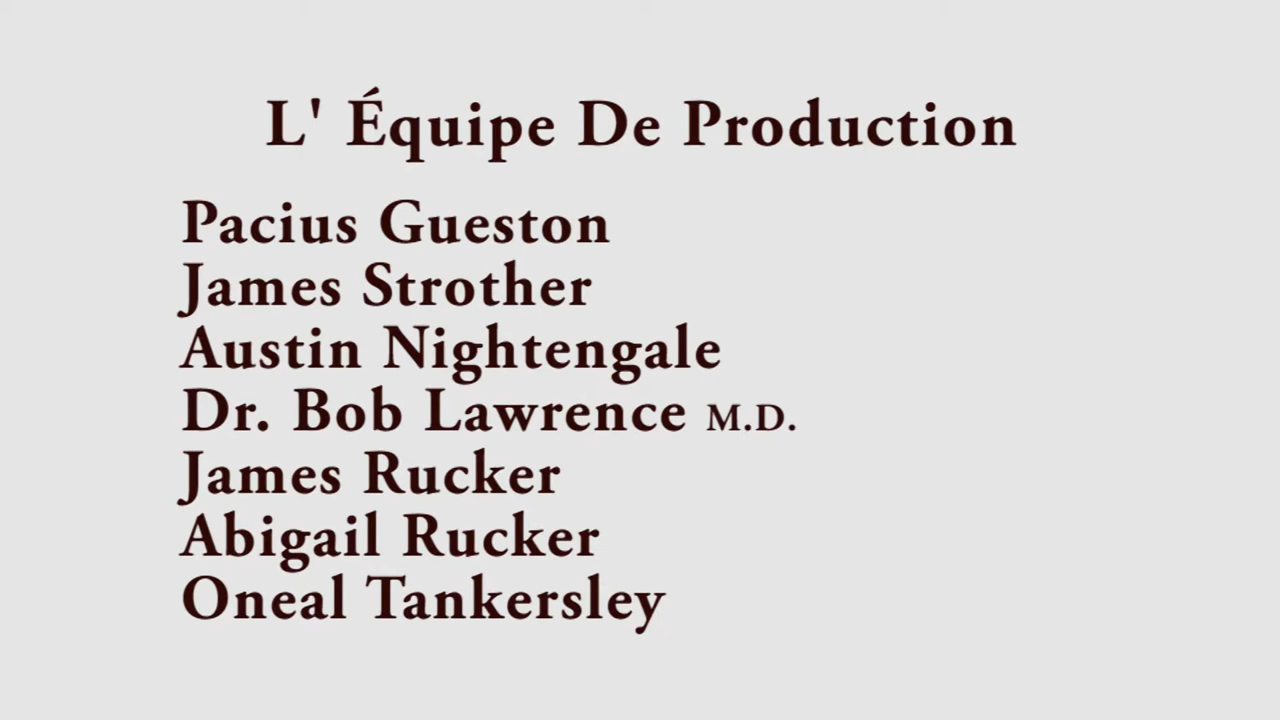 L' Équipe De Production
Pacius Gueston
James Strother
Austin Nightengale
Dr. Bob Lawrence M.D.
James Rucker
Abigail Rucker
Oneal Tankersley